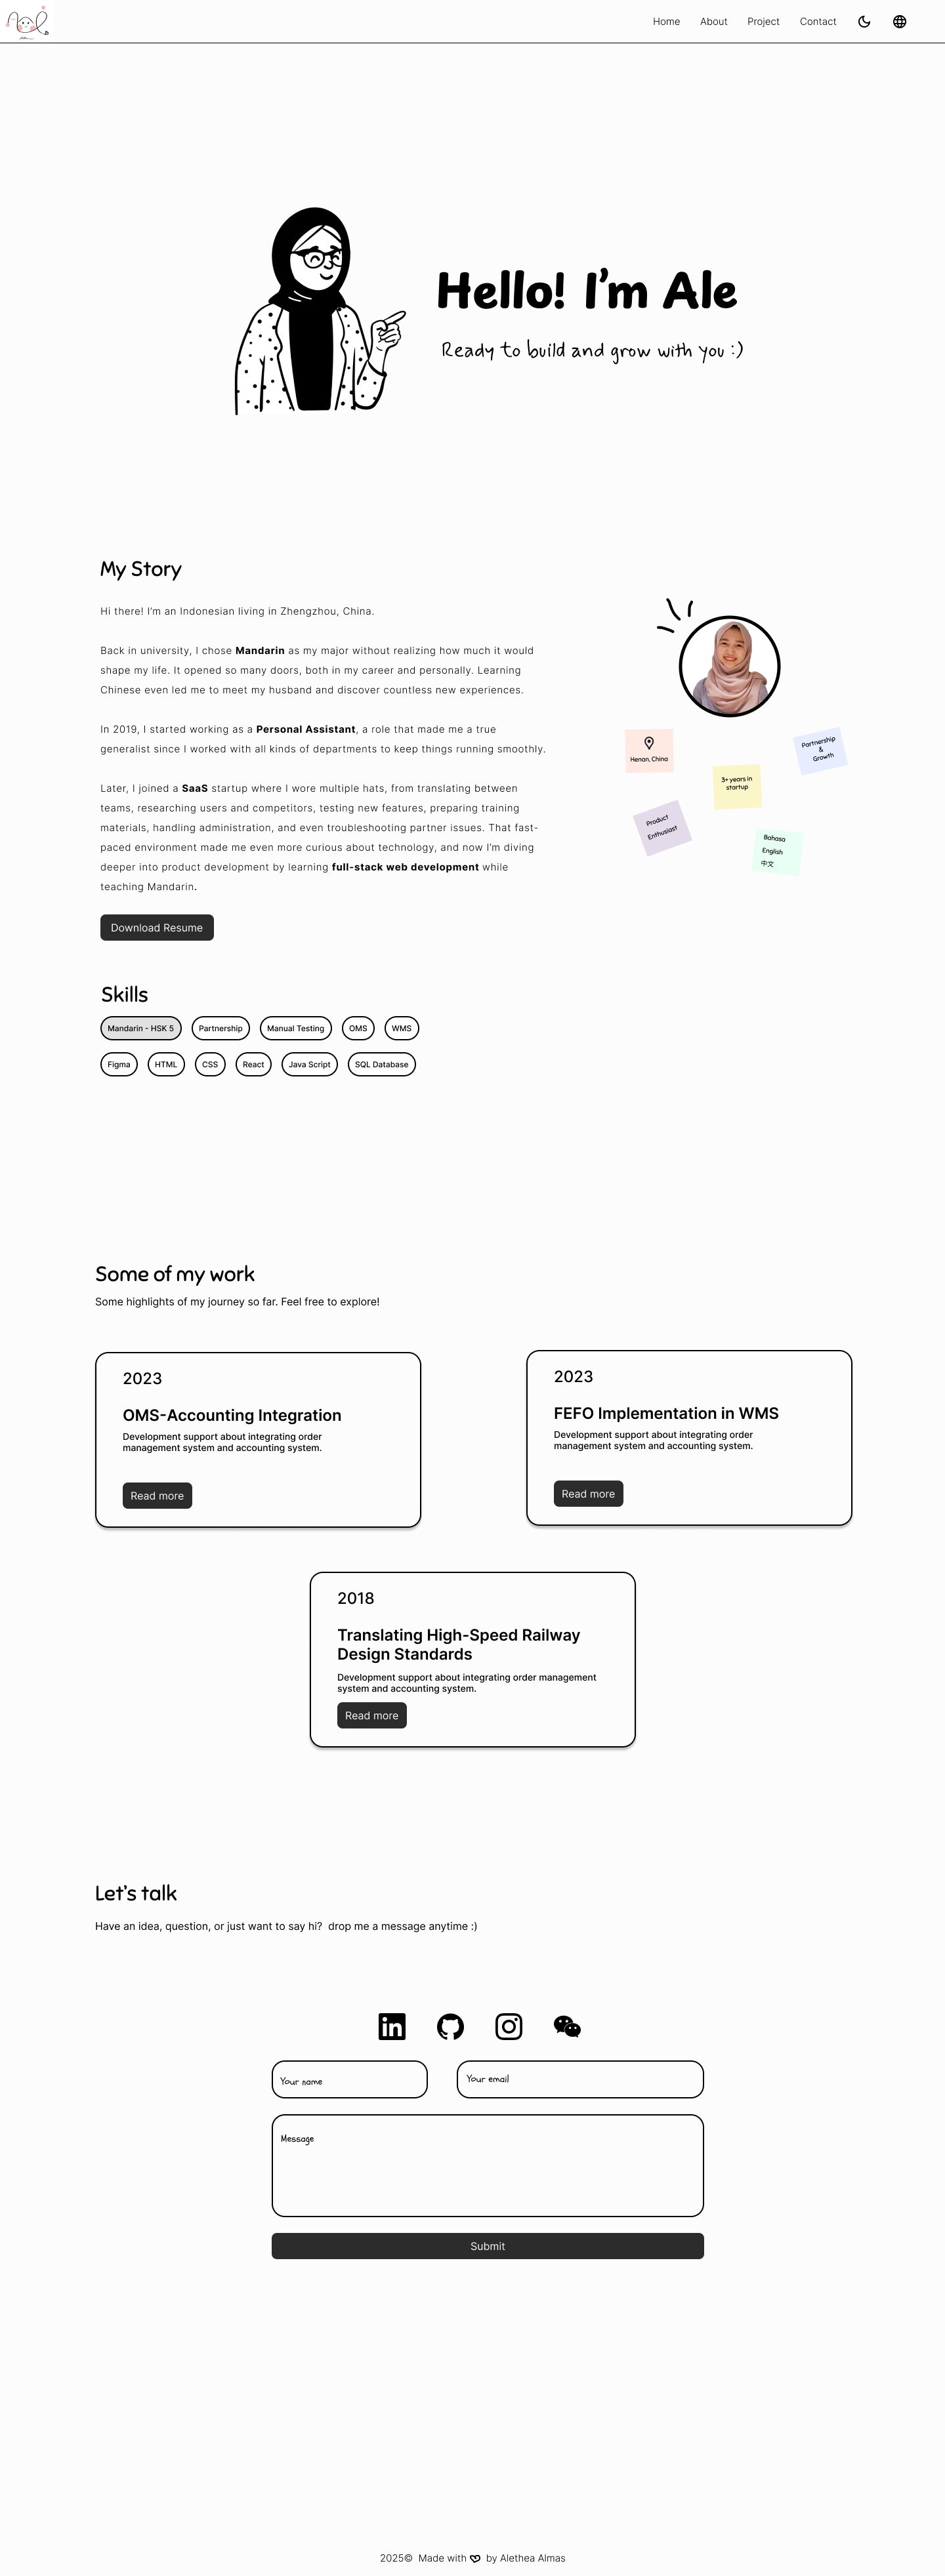 Home About Project Contact
Hello! I'm Ale
Ready to build and grow with you :)
My Story
Hi there! I'm an Indonesian living in Zhengzhou, China.
Back in university, I chose Mandarin as my major without realizing how much it would
shape my life. It opened so many doors, both in my career and personally. Learning
Chinese even led me to meet my husband and discover countless new experiences.
In 2019, I started working as a Personal Assistant, a role that made me a true
generalist since I worked with all kinds of departments to keep things running smoothly.
Later, I joined a SaaS startup where I wore multiple hats, from translating between
teams, researching users and competitors, testing new features, preparing training
materials, handling administration, and even troubleshooting partner issues. That fast-
paced environment made me even more curious about technology, and now I'm diving
deeper into product development by learning full-stack web development while
teaching Mandarin.
Download Resume
Henan, China
Partnership
&
Growth
3+ years in
startup
Product
Enthusiast
Bahasa
English
中文
Skills
Mandarin - HSK 5 Partnership Manual Testing OMS WMS
Figma HTML CSS React Java Script SQL Database
Some of my work
Some highlights of my journey so far. Feel free to explore!
2023
OMS-Accounting Integration
Development support about integrating order
management system and accounting system.
Read more
2023
FEFO Implementation in WMS
Development support about integrating order
management system and accounting system.
Read more
2018
Translating High-Speed Railway
Design Standards
Development support about integrating order management
system and accounting system.
Read more
Let's talk
Have an idea, question, or just want to say hi?  drop me a message anytime :)
in
Your name
Your email
Message
Submit
2025© Made with by Alethea Almas